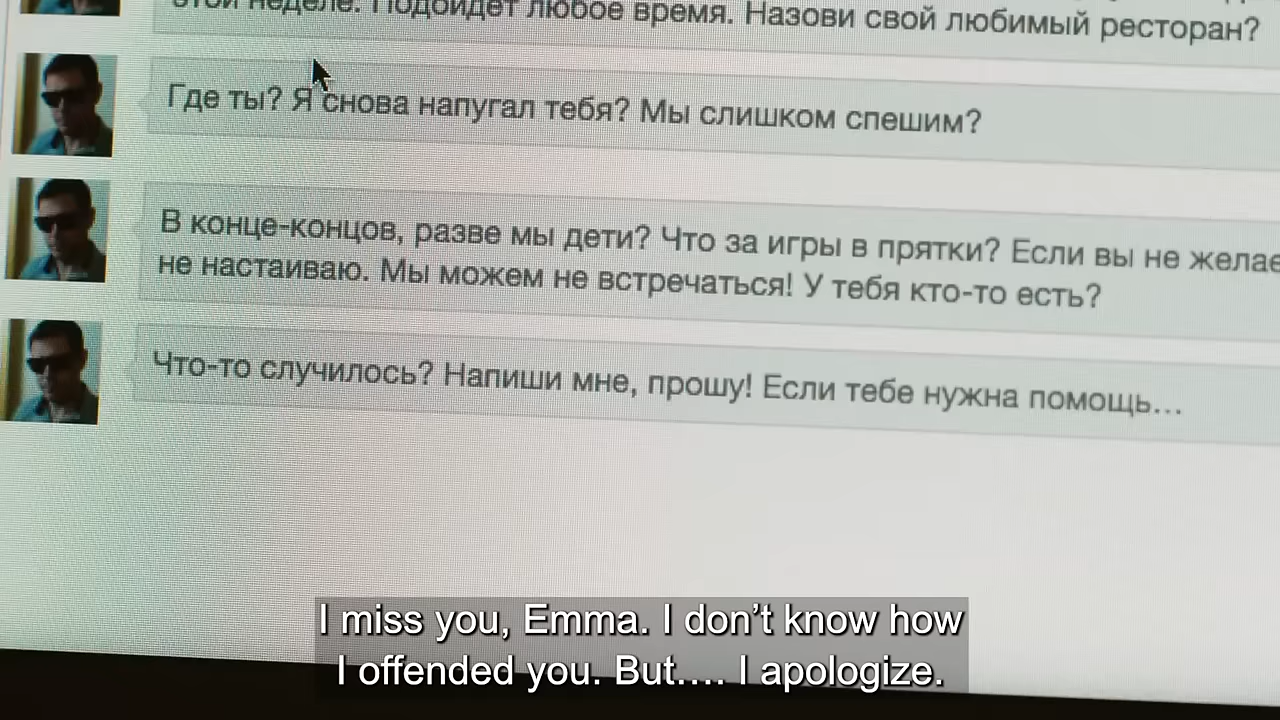 этой неделе. Подойдет любое время. Назови свой любимый ресторан?
Где ты? Я снова напугал тебя? Мы слишком спешим?
В конце-концов, разве мы дети? Что за игры в прятки? Если вы не
не настаиваю. Мы можем не встречаться! У тебя кто-то есть?
Что-то случилось? Напиши мне, прошу! Если тебе нужна помощь...
I miss you, Emma. I don’t know how
I offended you. But.... I apologize.